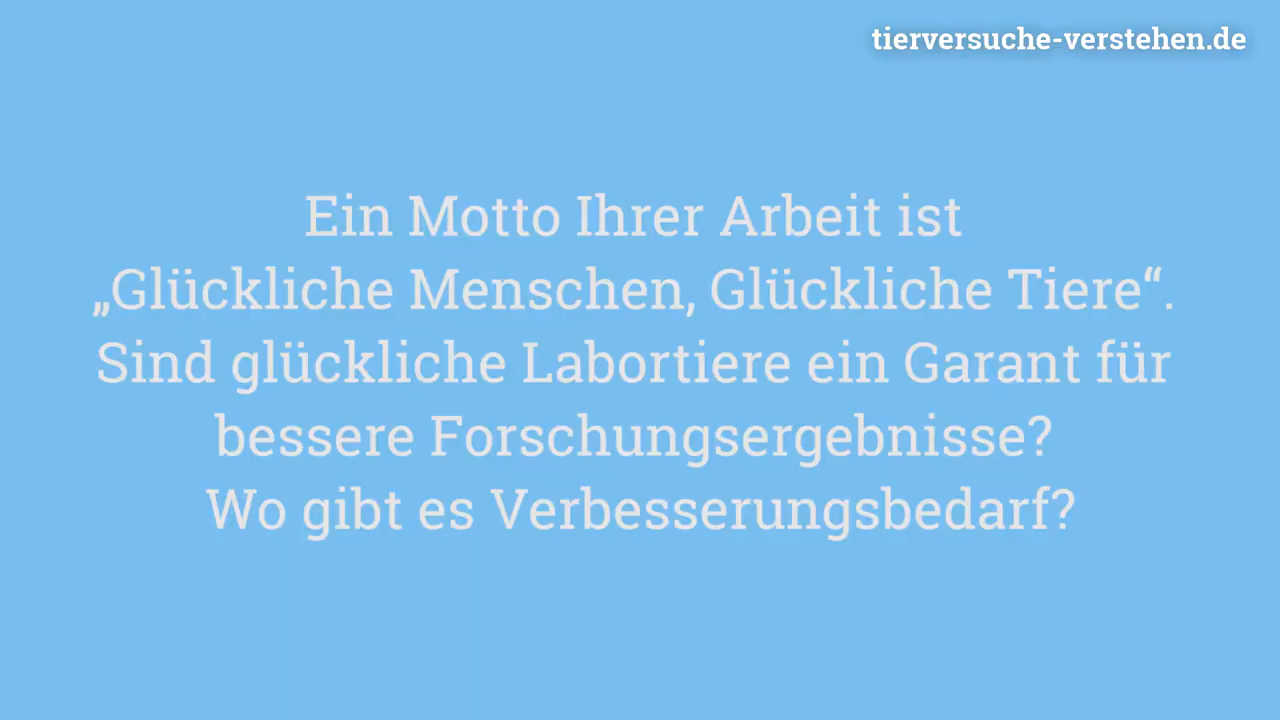 tierversuche-verstehen.de
Ein Motto Ihrer Arbeit ist
„Glückliche Menschen, Glückliche Tiere“.
Sind glückliche Labortiere ein Garant für
bessere Forschungsergebnisse?
Wo gibt es Verbesserungsbedarf?